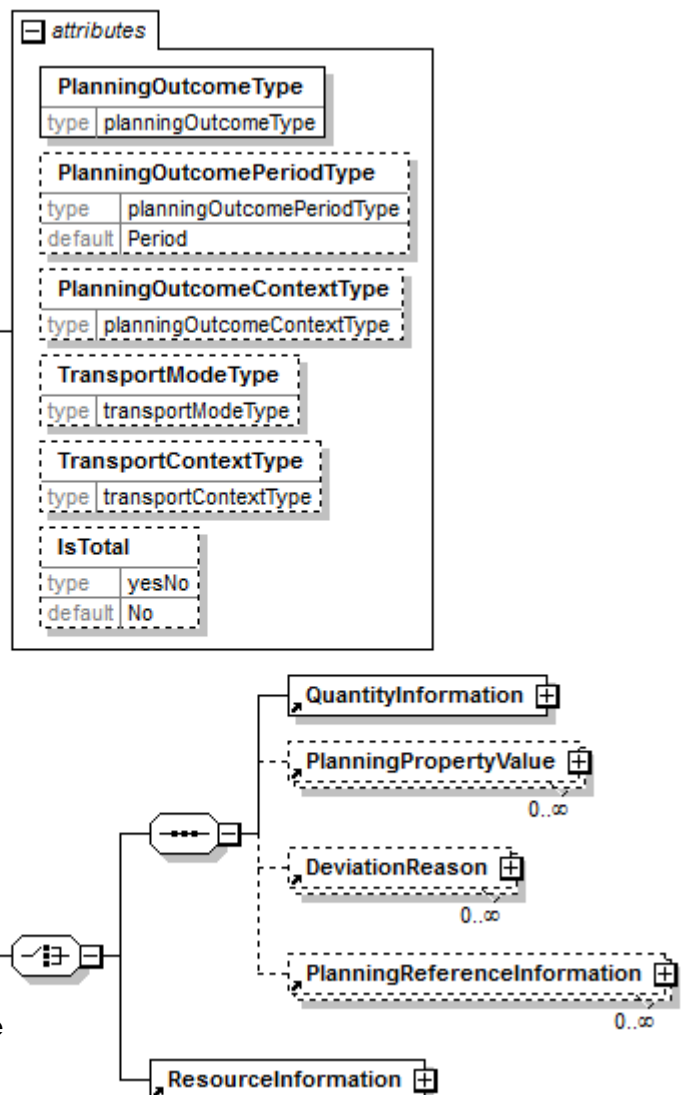 attributes
PlanningOutcomeType
type planningOutcomeType
PlanningOutcomePeriodType
type planningOutcomePeriodType
default Period
PlanningOutcomeContextType
type planningOutcomeContextType
TransportModeType
type transportModeType
TransportContextType
type transportContextType
IsTotal
type yesNo
default No
QuantityInformation
PlanningPropertyValue
0..∞
DeviationReason
0..∞
PlanningReferenceInformation
0..∞
e
ResourceInformation